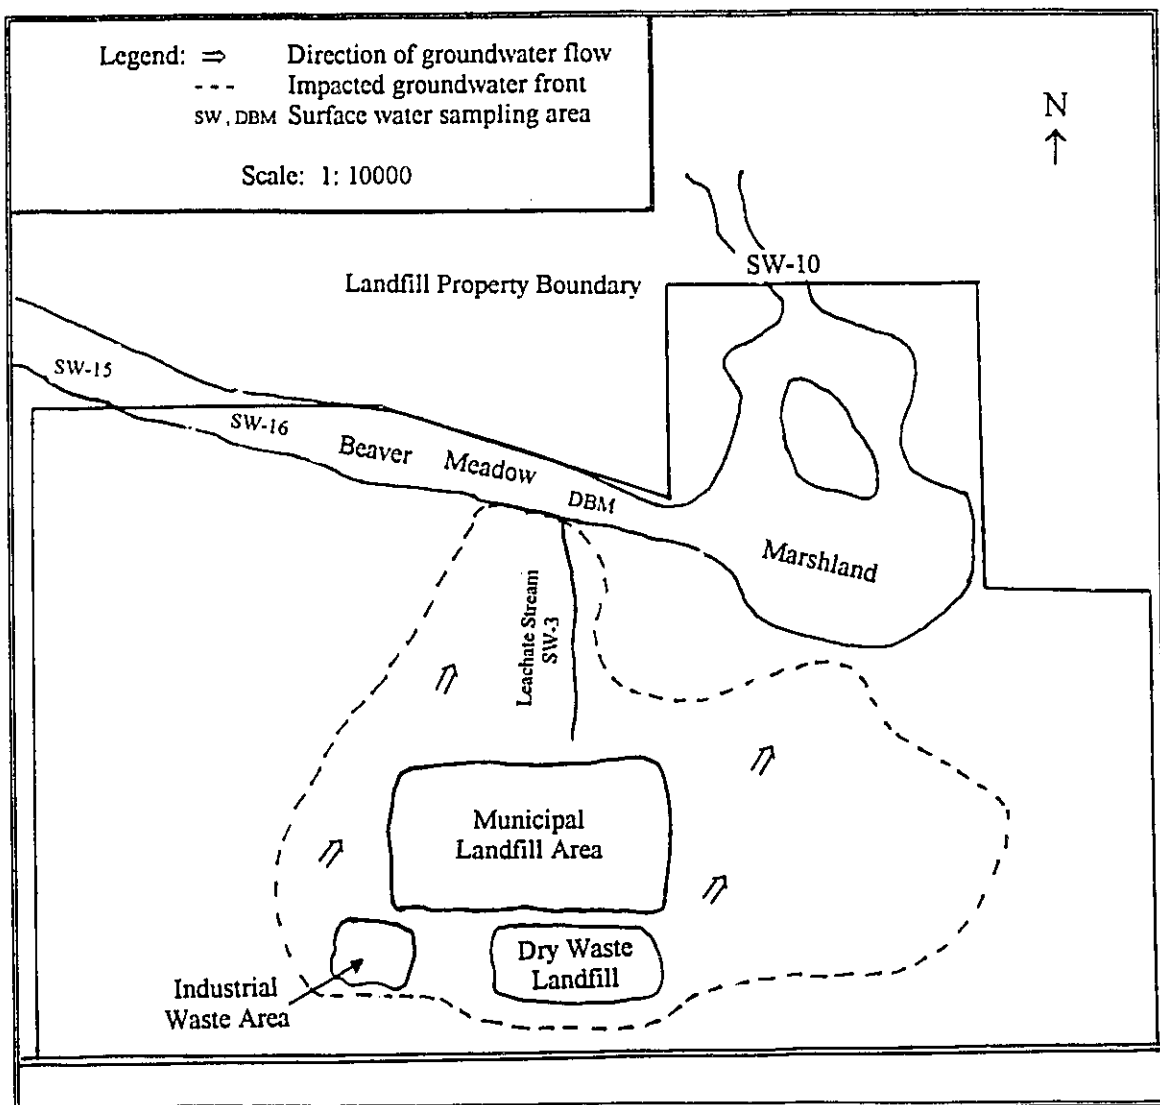 Legend: ⇒ Direction of groundwater flow
--- Impacted groundwater front
SW, DBM Surface water sampling area
Scale: 1: 10000
N
SW-10
Landfill Property Boundary
SW-15
SW-16
Beaver Meadow
DBM
Marshland
Leachate Stream
SW-3
Municipal
Landfill Area
Dry Waste
Landfill
Industrial
Waste Area